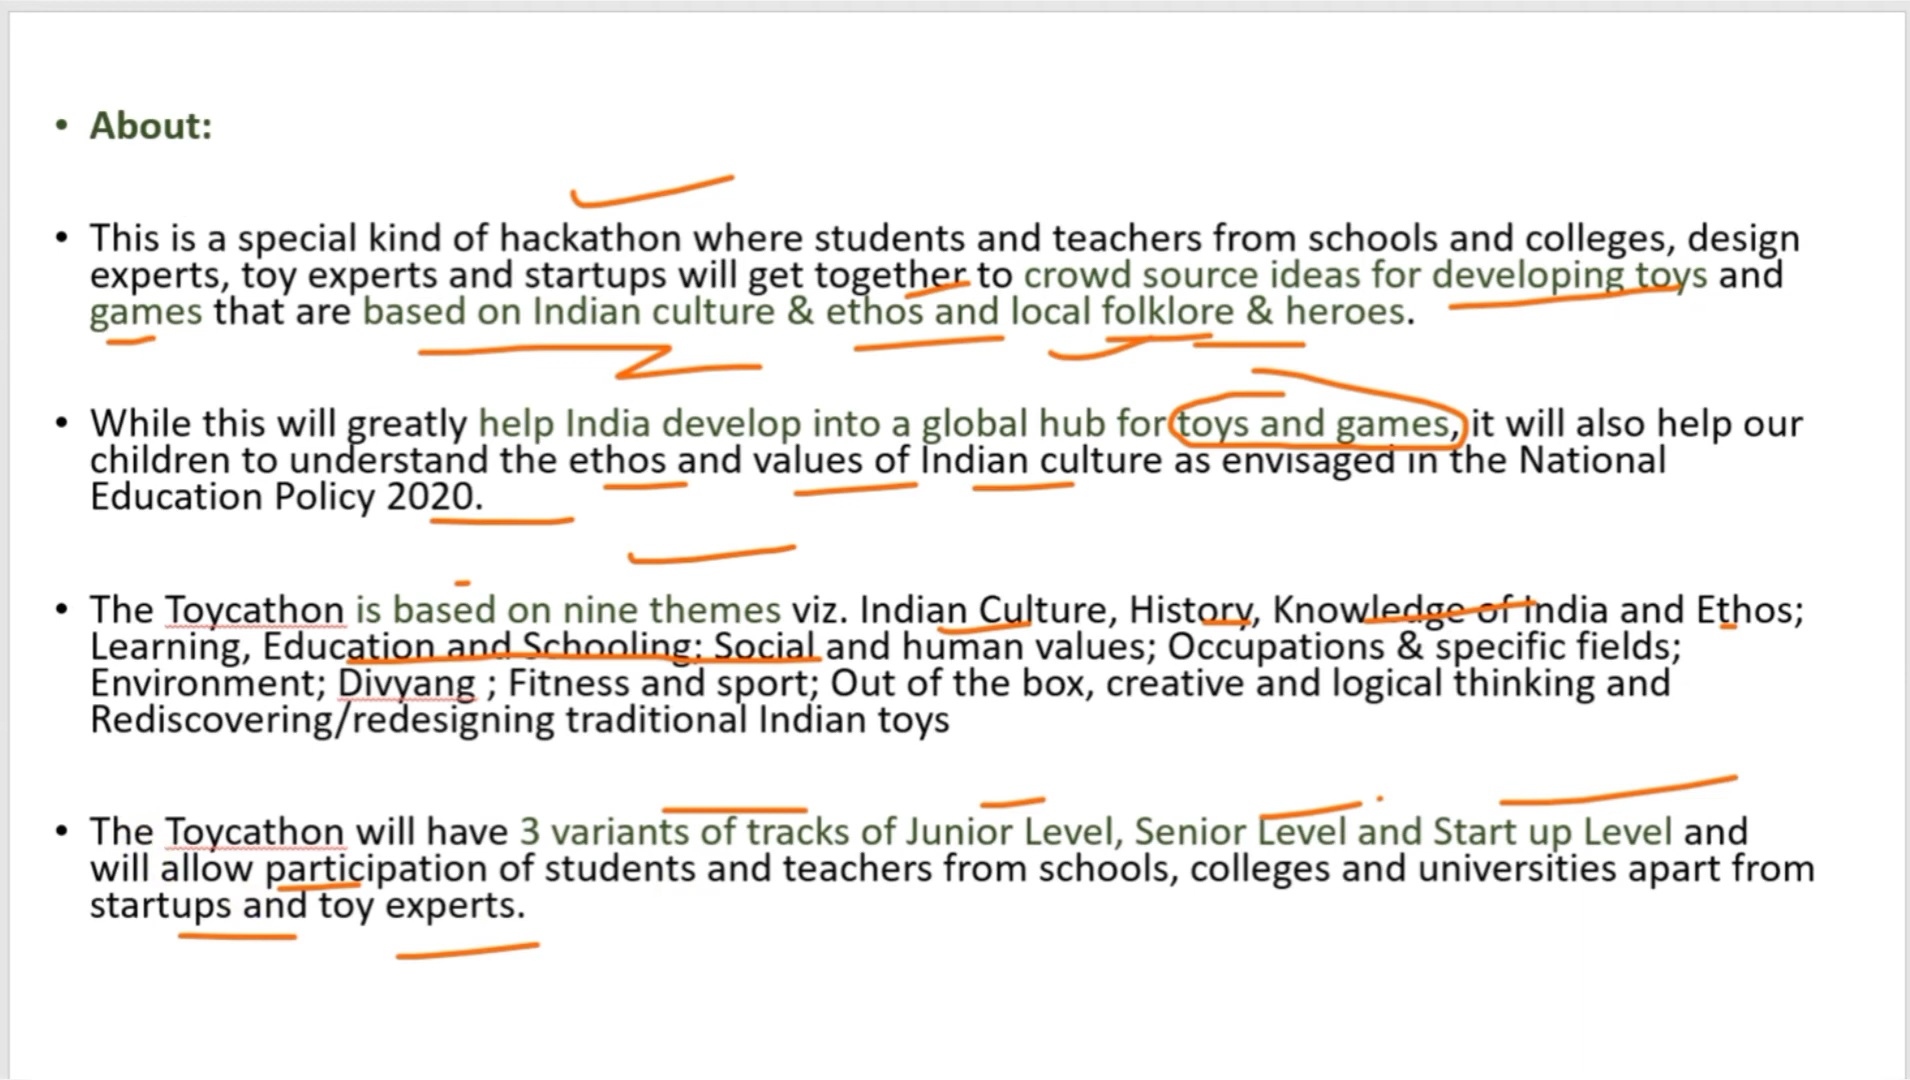 • About:
• This is a special kind of hackathon where students and teachers from schools and colleges, design
experts, toy experts and startups will get together to crowd source ideas for developing toys and
games that are based on Indian culture & ethos and local folklore & heroes.
• While this will greatly help India develop into a global hub for toys and games, it will also help our
children to understand the ethos and values of Indian culture as envisaged in the National
Education Policy 2020.
• The Toycathon is based on nine themes viz. Indian Culture, History, Knowledge of India and Ethos;
Learning, Education and Schooling; Social and human values; Occupations & specific fields;
Environment; Divyang ; Fitness and sport; Out of the box, creative and logical thinking and
Rediscovering/redesigning traditional Indian toys
• The Toycathon will have 3 variants of tracks of Junior Level, Senior Level and Start up Level and
will allow participation of students and teachers from schools, colleges and universities apart from
startups and toy experts.